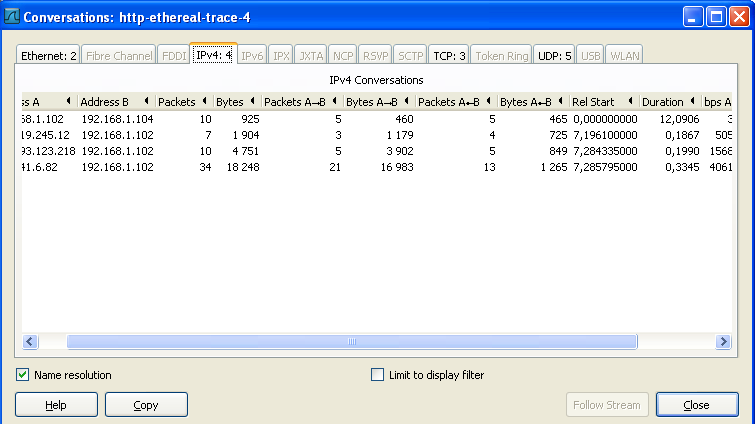 Conversations: http-ethereal-trace-4
Ethernet: 2 Fibre Channel FDDI IPv4: 4 IPv6 IPX JXTA NCP RSVP SCTP TCP: 3 Token Ring UDP: 5 USB WLAN
IPv4 Conversations
ss A Address B Packets Bytes Packets A→B Bytes A→B Packets A←B Bytes A←B Rel Start Duration bps A
68.1.102 192.168.1.104 10 925 5 460 5 465 0,000000000 12,0906 3
19.245.12 192.168.1.102 7 1 904 3 1 179 4 725 7,196100000 0,1867 505
93.123.218 192.168.1.102 10 4 751 5 3 902 5 849 7,284335000 0,1990 1568
41.6.82 192.168.1.102 34 18 248 21 16 983 13 1 265 7,285795000 0,3345 4061
Name resolution Limit to display filter
Help Copy Follow Stream Close